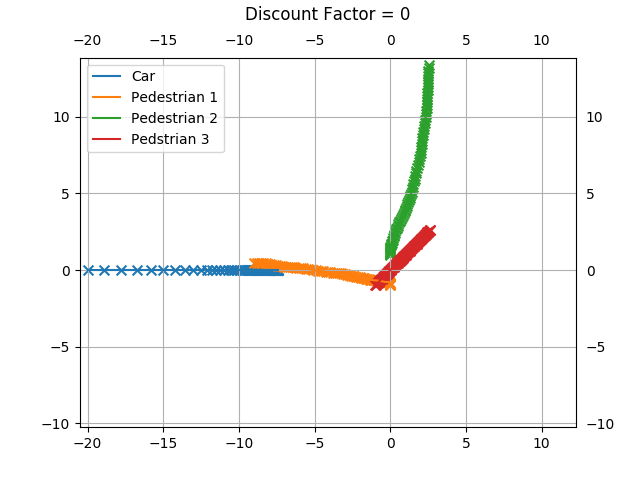 Discount Factor = 0
−20 −15 −10 −5 0 5 10
Car
Pedestrian 1
Pedestrian 2
Pedstrian 3
10 10
5 5
0 0
−5 −5
−10 −10
−20 −15 −10 −5 0 5 10